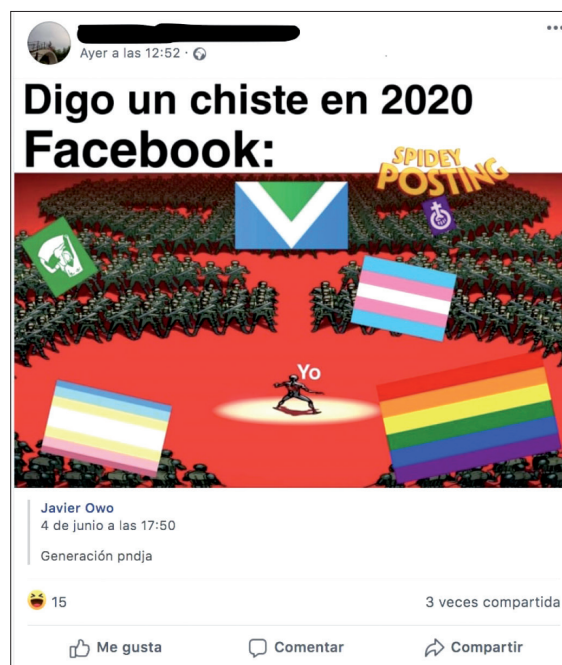 Ayer a las 12:52 ·
Digo un chiste en 2020
Facebook:
SPIDEY
POSTING
Yo
Javier Owo
4 de junio a las 17:50
Generación pndja
15
3 veces compartida
Me gusta
Comentar
Compartir